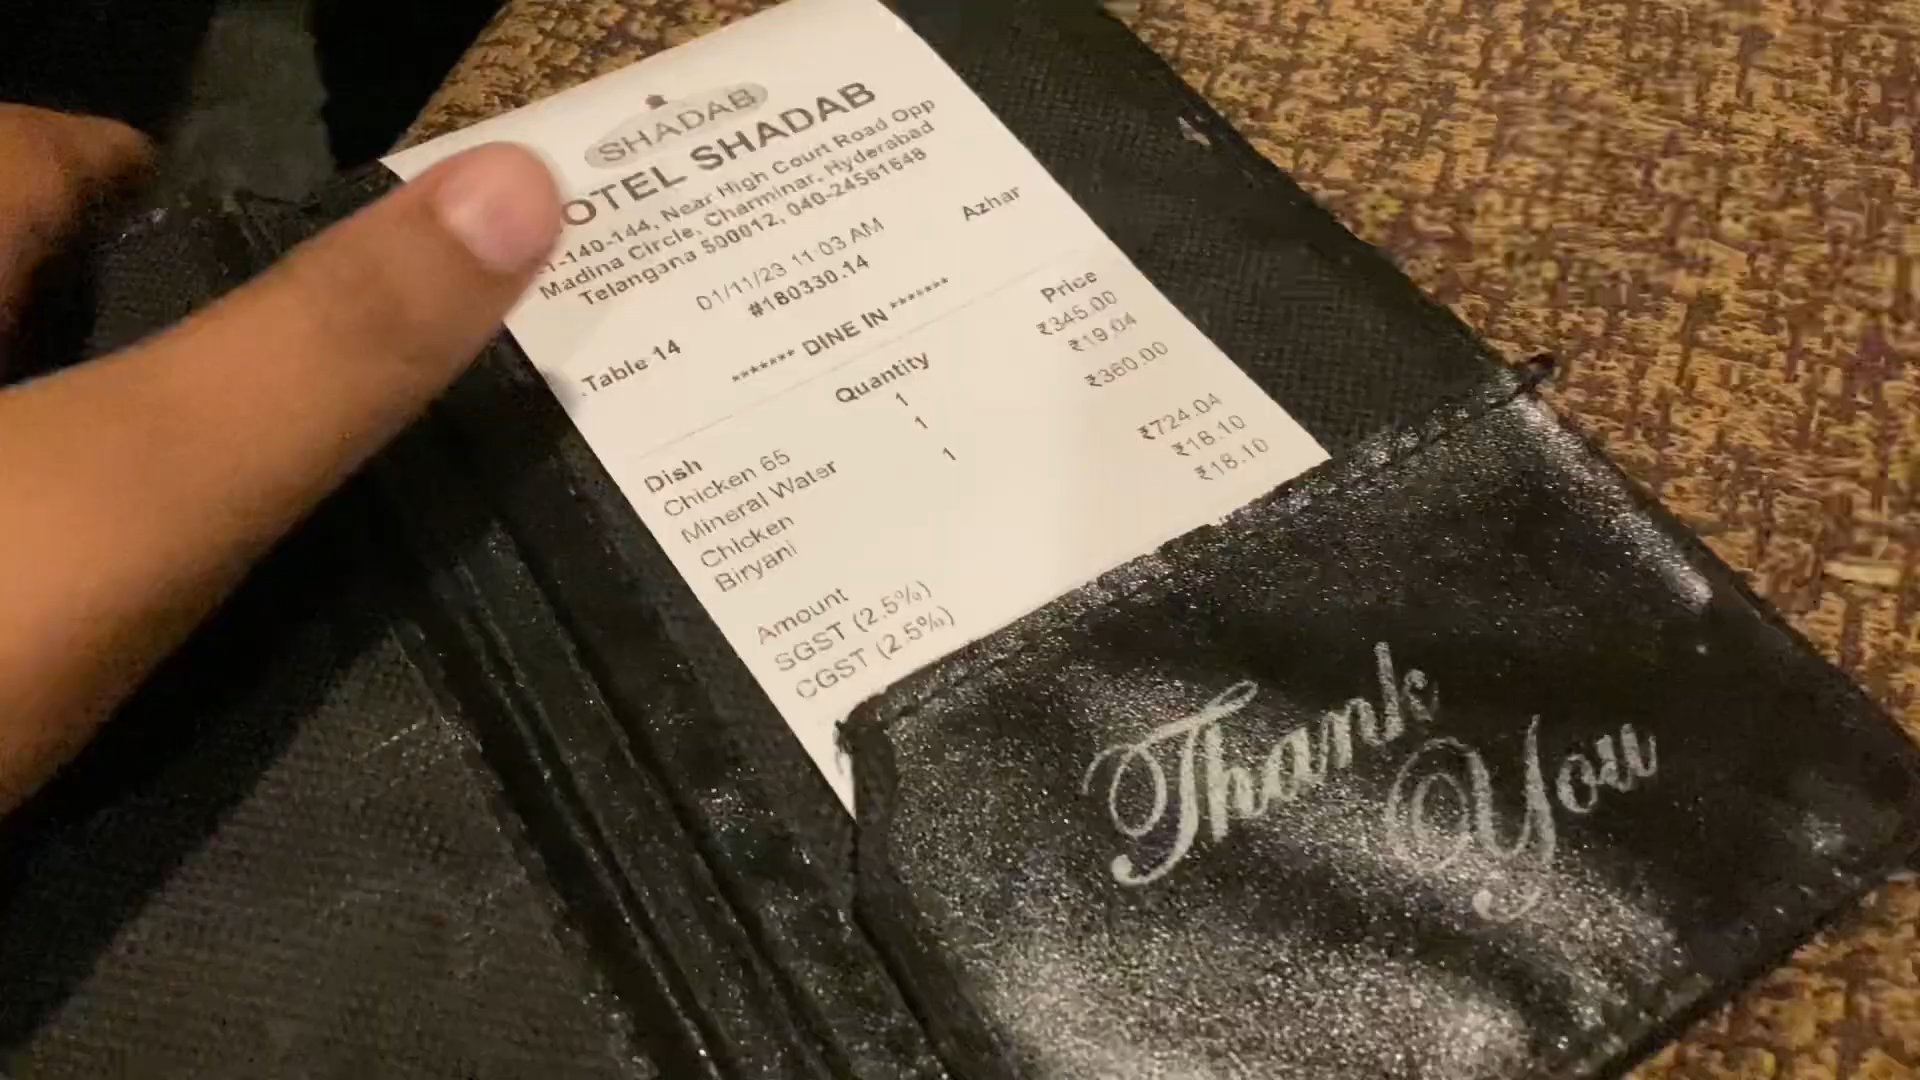 SHADAB
OTEL SHADAB
1-140-144, Near High Court Road Opp
Madina Circle, Charminar, Hyderabad
Telangana 500012, 040-24561648
01/11/23 11:03 AM Azhar
#180330.14
Table 14
******* DINE IN *******
Dish Quantity Price
Chicken 65 1 ₹345.00
Mineral Water 1 ₹19.04
Chicken 1 ₹360.00
Biryani
Amount ₹724.04
SGST (2.5%) ₹18.10
CGST (2.5%) ₹18.10
Thank
You